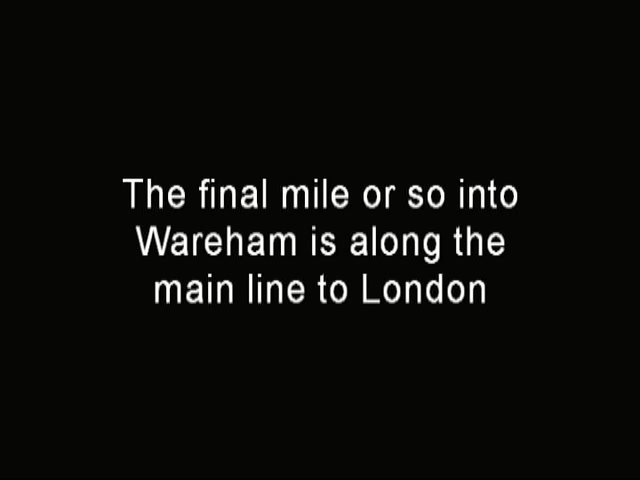 The final mile or so into
Wareham is along the
main line to London